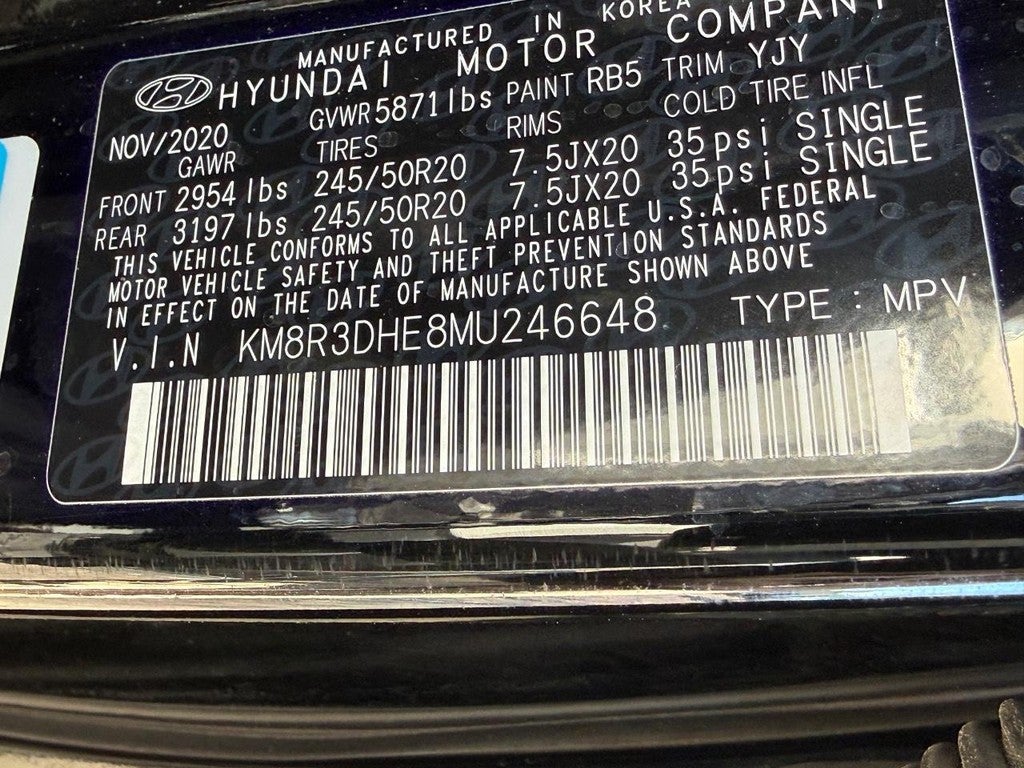 MANUFACTURED IN KOREA
HYUNDAI MOTOR COMPANY
NOV/2020 GVWR 5871 lbs PAINT RB5 TRIM YJY
GAWR TIRES RIMS COLD TIRE INFL
FRONT 2954 lbs 245/50R20 7.5JX20 35psi SINGLE
REAR 3197 lbs 245/50R20 7.5JX20 35psi SINGLE
THIS VEHICLE CONFORMS TO ALL APPLICABLE U.S.A. FEDERAL
MOTOR VEHICLE SAFETY AND THEFT PREVENTION STANDARDS
IN EFFECT ON THE DATE OF MANUFACTURE SHOWN ABOVE
V.I.N KM8R3DHE8MU246648 TYPE : MPV